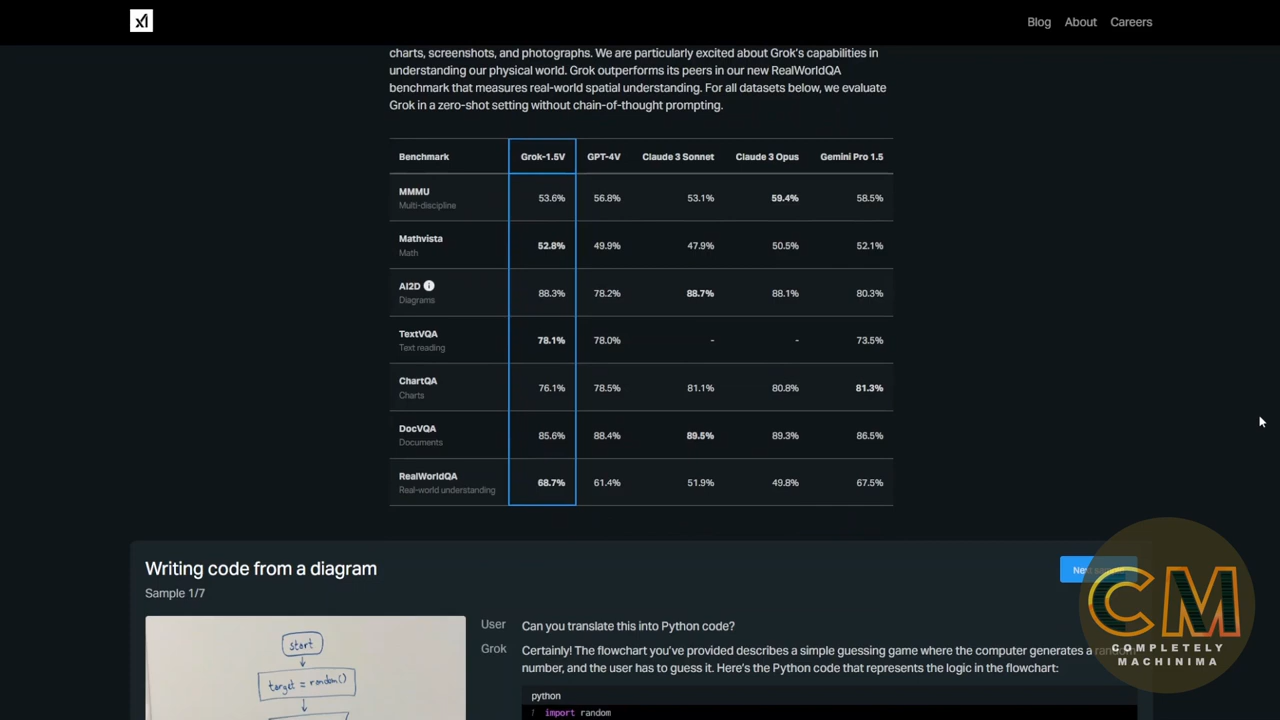 xI
Blog About Careers
charts, screenshots, and photographs. We are particularly excited about Grok's capabilities in
understanding our physical world. Grok outperforms its peers in our new RealWorldQA
benchmark that measures real-world spatial understanding. For all datasets below, we evaluate
Grok in a zero-shot setting without chain-of-thought prompting.
Benchmark Grok-1.5V GPT-4V Claude 3 Sonnet Claude 3 Opus Gemini Pro 1.5
MMMU
Multi-discipline
53.6% 56.8% 53.1% 59.4% 58.5%
Mathvista
Math
52.8% 49.9% 47.9% 50.5% 52.1%
AI2D
Diagrams
88.3% 78.2% 88.7% 88.1% 80.3%
TextVQA
Text reading
78.1% 78.0% - - 73.5%
ChartQA
Charts
76.1% 78.5% 81.1% 80.8% 81.3%
DocVQA
Documents
85.6% 88.4% 89.5% 89.3% 86.5%
RealWorldQA
Real-world understanding
68.7% 61.4% 51.9% 49.8% 67.5%
Writing code from a diagram
Sample 1/7
start
target = random()
User Can you translate this into Python code?
Grok Certainly! The flowchart you've provided describes a simple guessing game where the computer generates a random
number, and the user has to guess it. Here's the Python code that represents the logic in the flowchart:
python
import random
CM
COMPLETELY
MACHINIMA